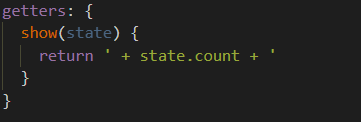 getters: {
show(state) {
return ' + state.count + '
}
}